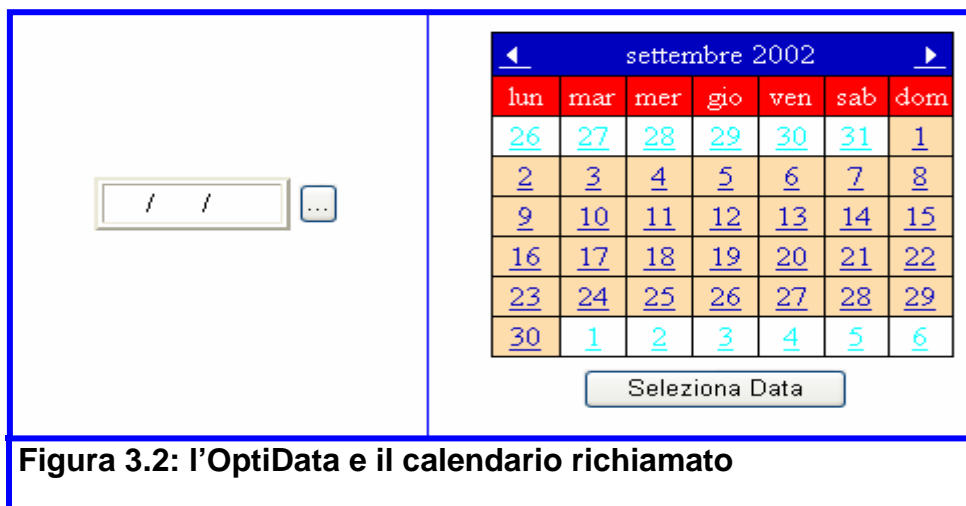 / /
...
settembre 2002
lun mar mer gio ven sab dom
26 27 28 29 30 31 1
2 3 4 5 6 7 8
9 10 11 12 13 14 15
16 17 18 19 20 21 22
23 24 25 26 27 28 29
30 1 2 3 4 5 6
Seleziona Data
Figura 3.2: l'OptiData e il calendario richiamato